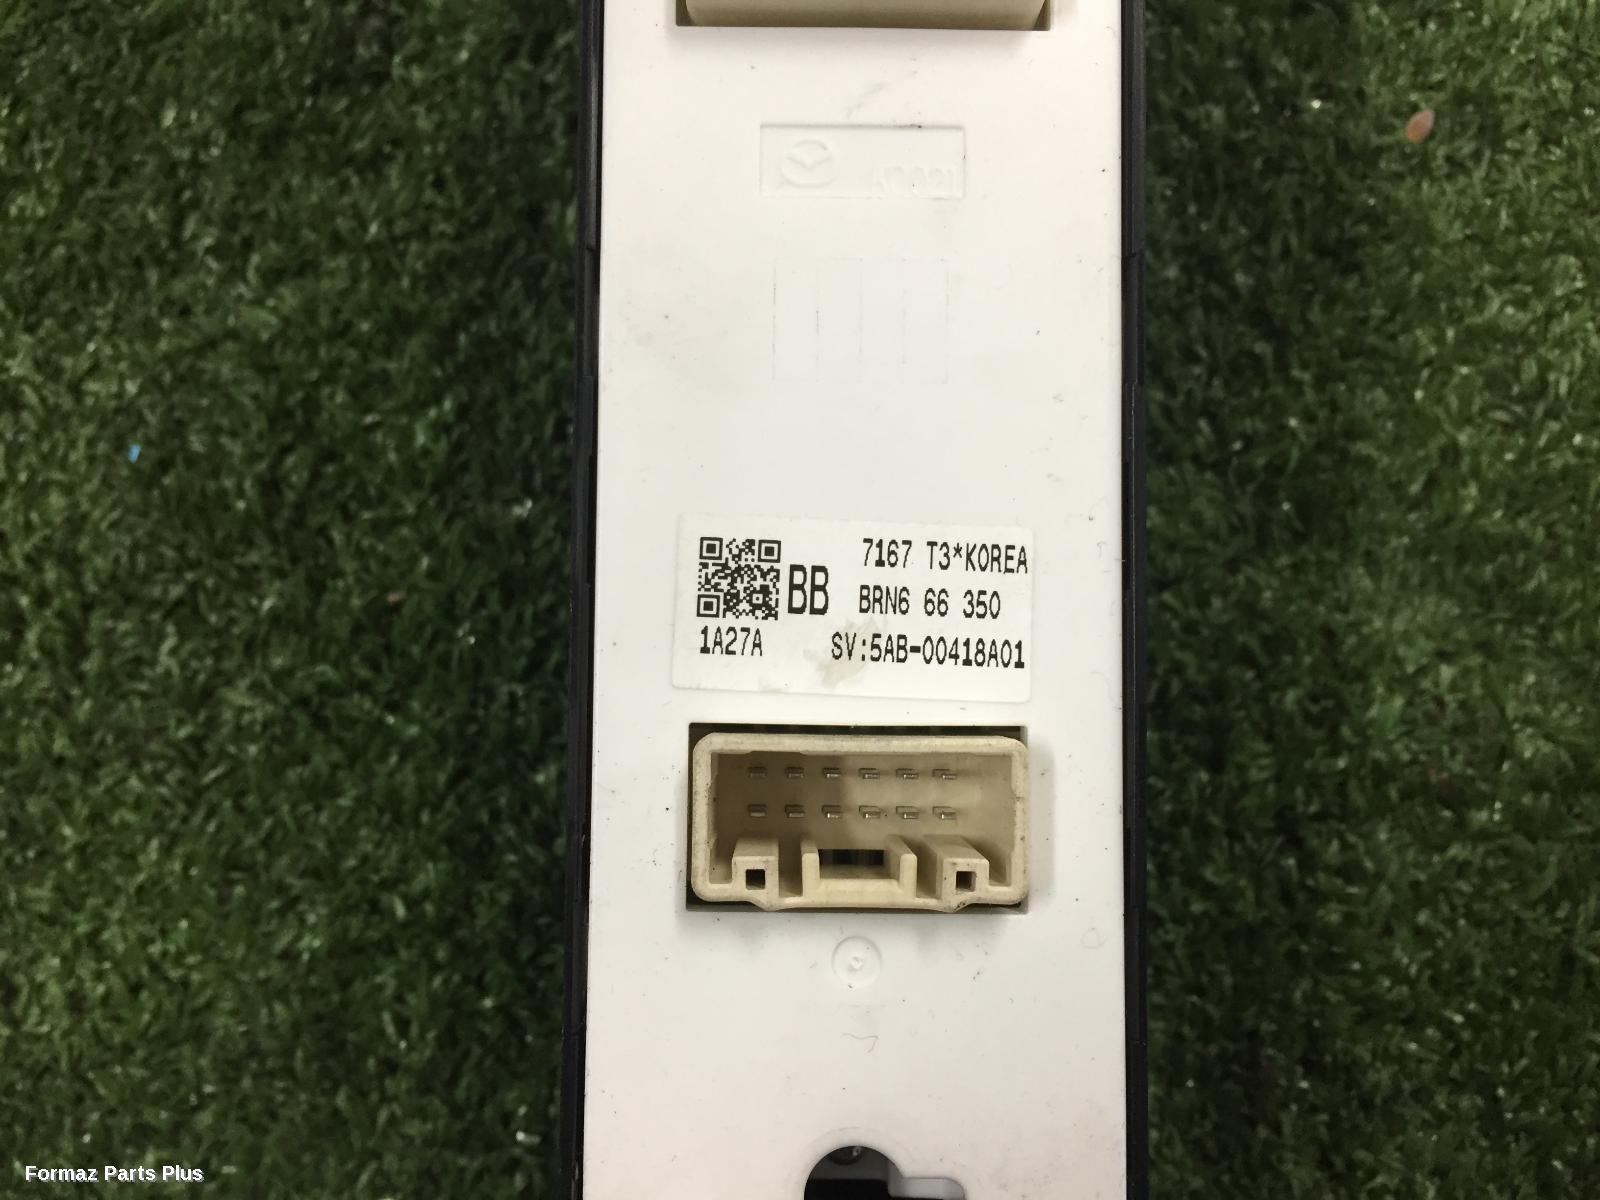 7167 T3*KOREA
BB
BRN6 66 350
1A27A
SV:5AB-00418A01
Formaz Parts Plus